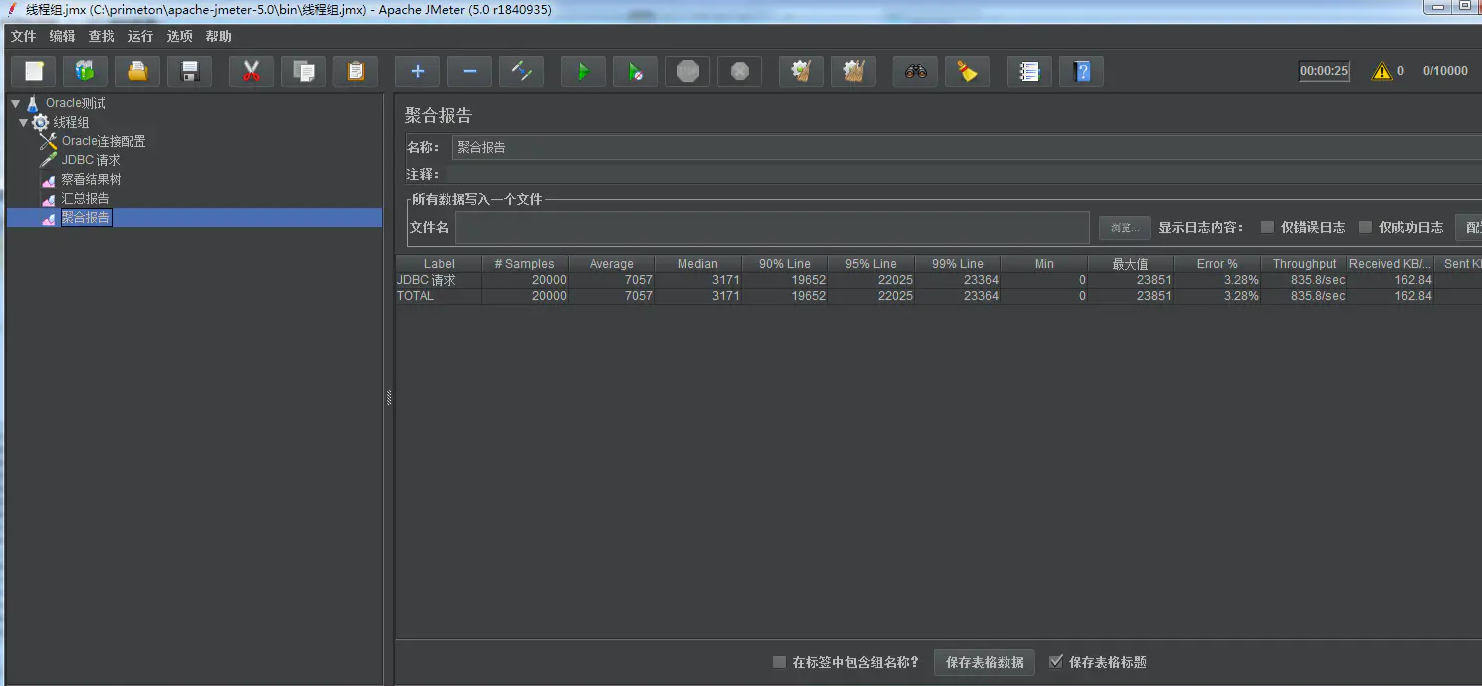 线程组.jmx (C:\primeton\apache-jmeter-5.0\bin\线程组.jmx) - Apache JMeter (5.0 r1840935)
文件 编辑 查找 运行 选项 帮助
00:00:25 0 0/10000
Oracle测试
线程组
Oracle连接配置
JDBC 请求
察看结果树
汇总报告
聚合报告
聚合报告
名称: 聚合报告
注释:
所有数据写入一个文件
文件名 浏览... 显示日志内容: 仅错误日志 仅成功日志 配
Label # Samples Average Median 90% Line 95% Line 99% Line Min 最大值 Error % Throughput Received KB/... Sent K
JDBC 请求 20000 7057 3171 19652 22025 23364 0 23851 3.28% 835.8/sec 162.84
TOTAL 20000 7057 3171 19652 22025 23364 0 23851 3.28% 835.8/sec 162.84
在标签中包含组名称? 保存表格数据 保存表格标题